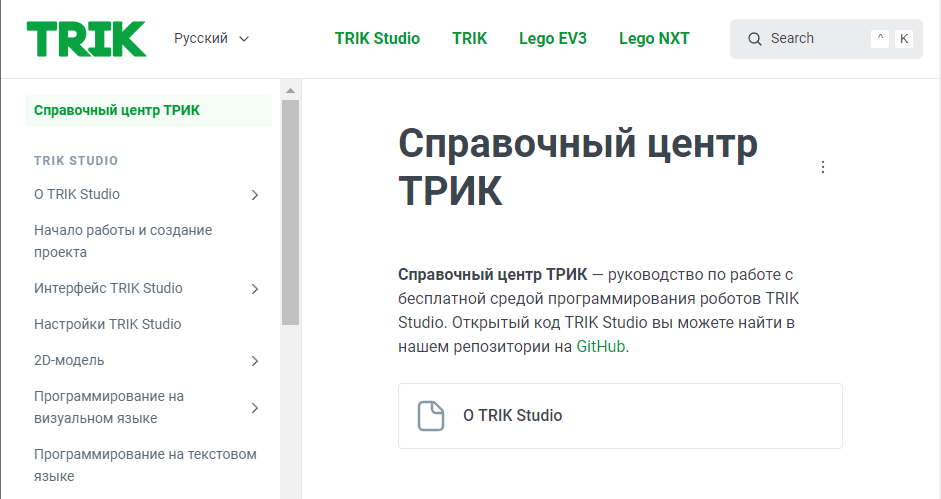 TRIK
Русский
TRIK Studio
TRIK
Lego EV3
Lego NXT
Search
^
K
Справочный центр ТРИК
TRIK STUDIO
О TRIK Studio
Начало работы и создание
проекта
Интерфейс TRIK Studio
Настройки TRIK Studio
2D-модель
Программирование на
визуальном языке
Программирование на текстовом
языке
Справочный центр
ТРИК
Справочный центр ТРИК — руководство по работе с
бесплатной средой программирования роботов TRIK
Studio. Открытый код TRIK Studio вы можете найти в
нашем репозитории на GitHub.
О TRIK Studio